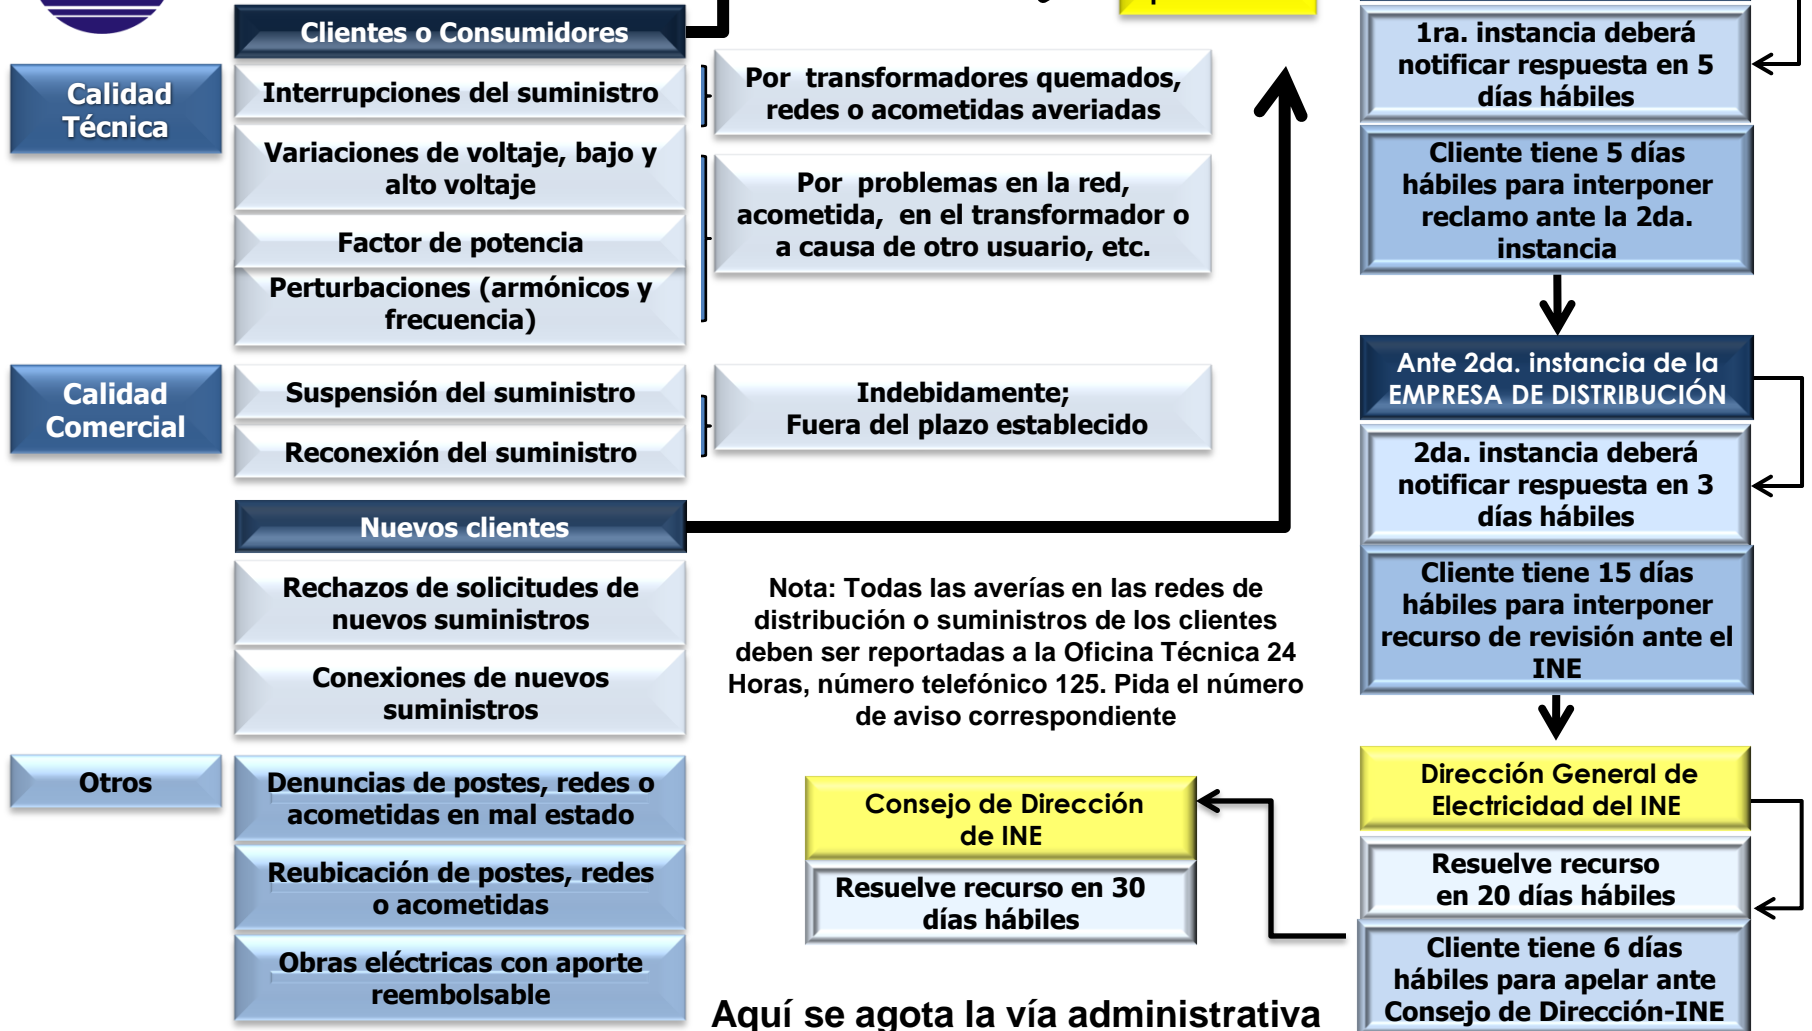 Clientes o Consumidores
Calidad
Técnica
Interrupciones del suministro
Por transformadores quemados,
redes o acometidas averiadas
Variaciones de voltaje, bajo y
alto voltaje
Factor de potencia
Perturbaciones (armónicos y
frecuencia)
Por problemas en la red,
acometida, en el transformador o
a causa de otro usuario, etc.
Calidad
Comercial
Suspensión del suministro
Reconexión del suministro
Indebidamente;
Fuera del plazo establecido
Nuevos clientes
Rechazos de solicitudes de
nuevos suministros
Conexiones de nuevos
suministros
Otros
Denuncias de postes, redes o
acometidas en mal estado
Reubicación de postes, redes
o acometidas
Obras eléctricas con aporte
reembolsable
Nota: Todas las averías en las redes de
distribución o suministros de los clientes
deben ser reportadas a la Oficina Técnica 24
Horas, número telefónico 125. Pida el número
de aviso correspondiente
1ra. instancia deberá
notificar respuesta en 5
días hábiles
Cliente tiene 5 días
hábiles para interponer
reclamo ante la 2da.
instancia
Ante 2da. instancia de la
EMPRESA DE DISTRIBUCIÓN
2da. instancia deberá
notificar respuesta en 3
días hábiles
Cliente tiene 15 días
hábiles para interponer
recurso de revisión ante el
INE
Dirección General de
Electricidad del INE
Resuelve recurso
en 20 días hábiles
Cliente tiene 6 días
hábiles para apelar ante
Consejo de Dirección-INE
Consejo de Dirección
de INE
Resuelve recurso en 30
días hábiles
Aquí se agota la vía administrativa